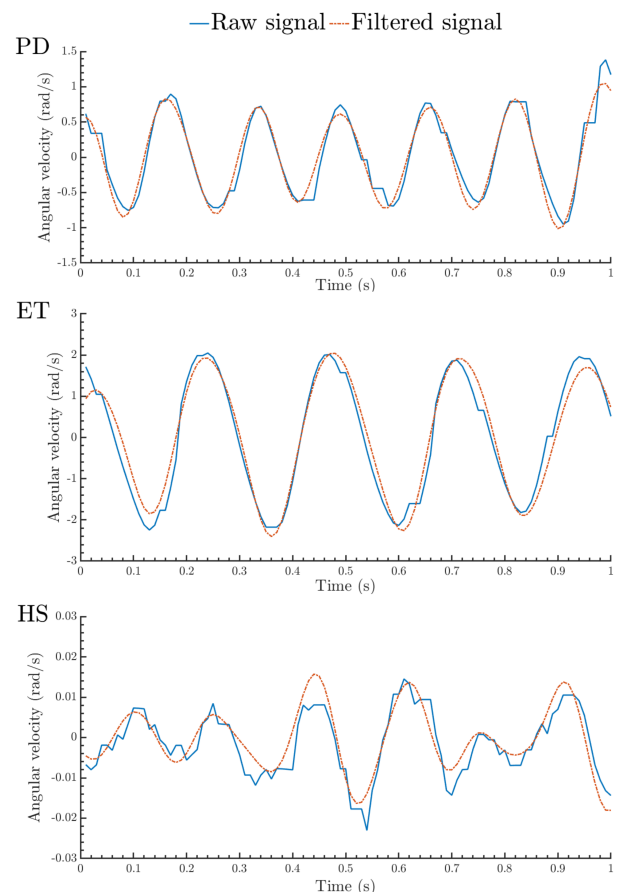 Raw signal Filtered signal
PD
1.5
1
0.5
0
-0.5
-1
-1.5
Angular velocity (rad/s)
0 0.1 0.2 0.3 0.4 0.5 0.6 0.7 0.8 0.9 1
Time (s)
ET
3
2
1
0
-1
-2
-3
Angular velocity (rad/s)
0 0.1 0.2 0.3 0.4 0.5 0.6 0.7 0.8 0.9 1
Time (s)
HS
0.03
0.02
0.01
0
-0.01
-0.02
-0.03
Angular velocity (rad/s)
0 0.1 0.2 0.3 0.4 0.5 0.6 0.7 0.8 0.9 1
Time (s)